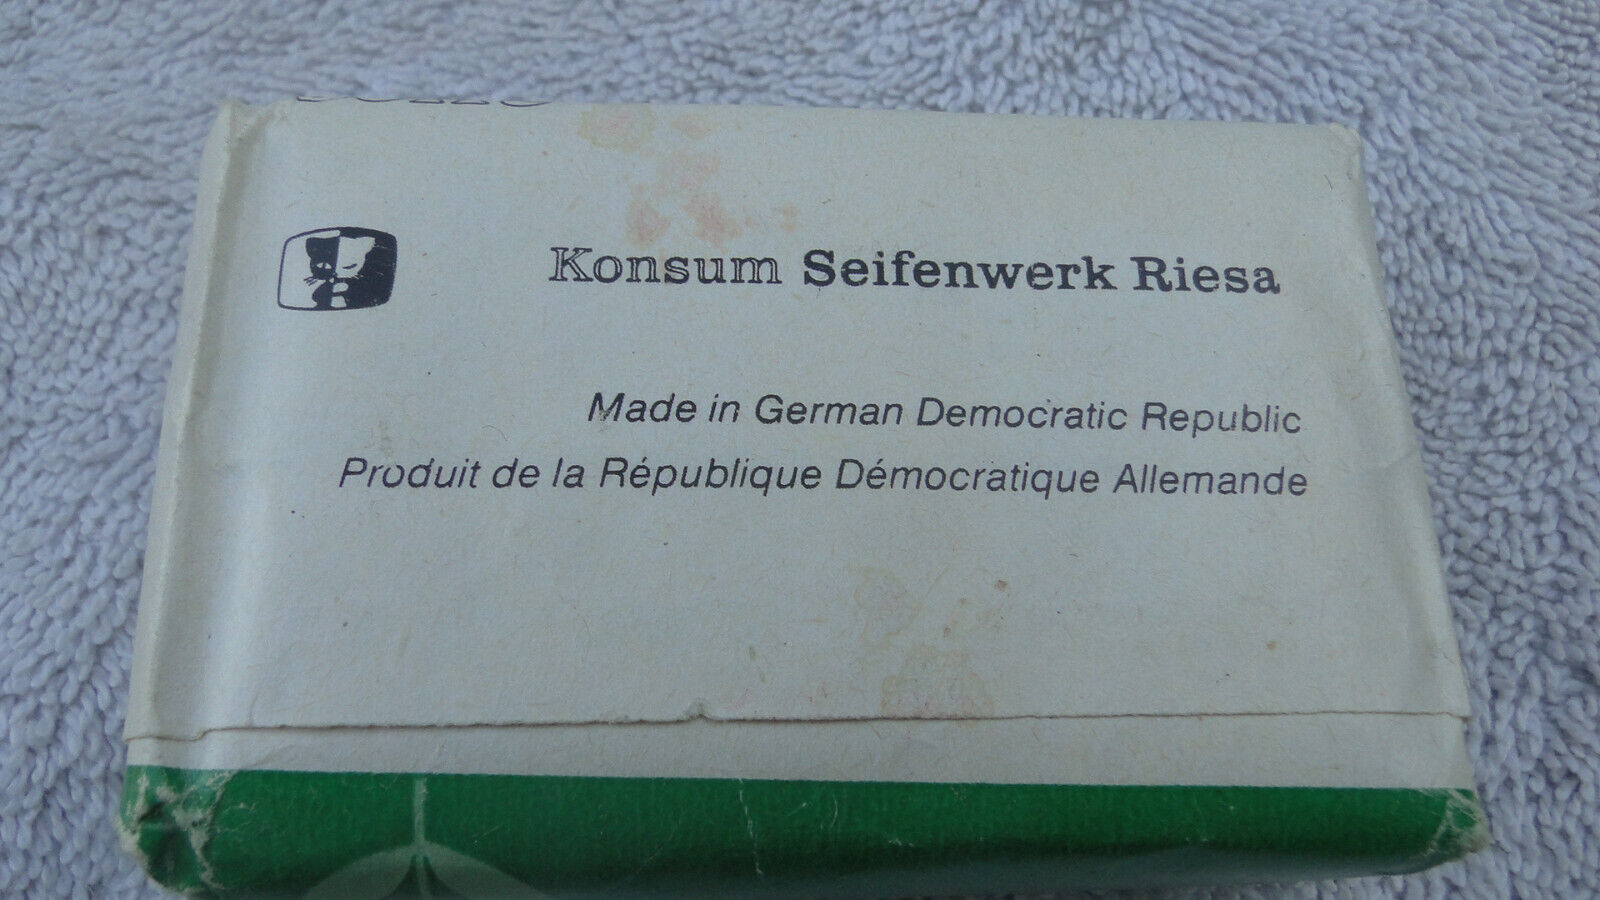 Konsum Seifenwerk Riesa
Made in German Democratic Republic
Produit de la République Démocratique Allemande